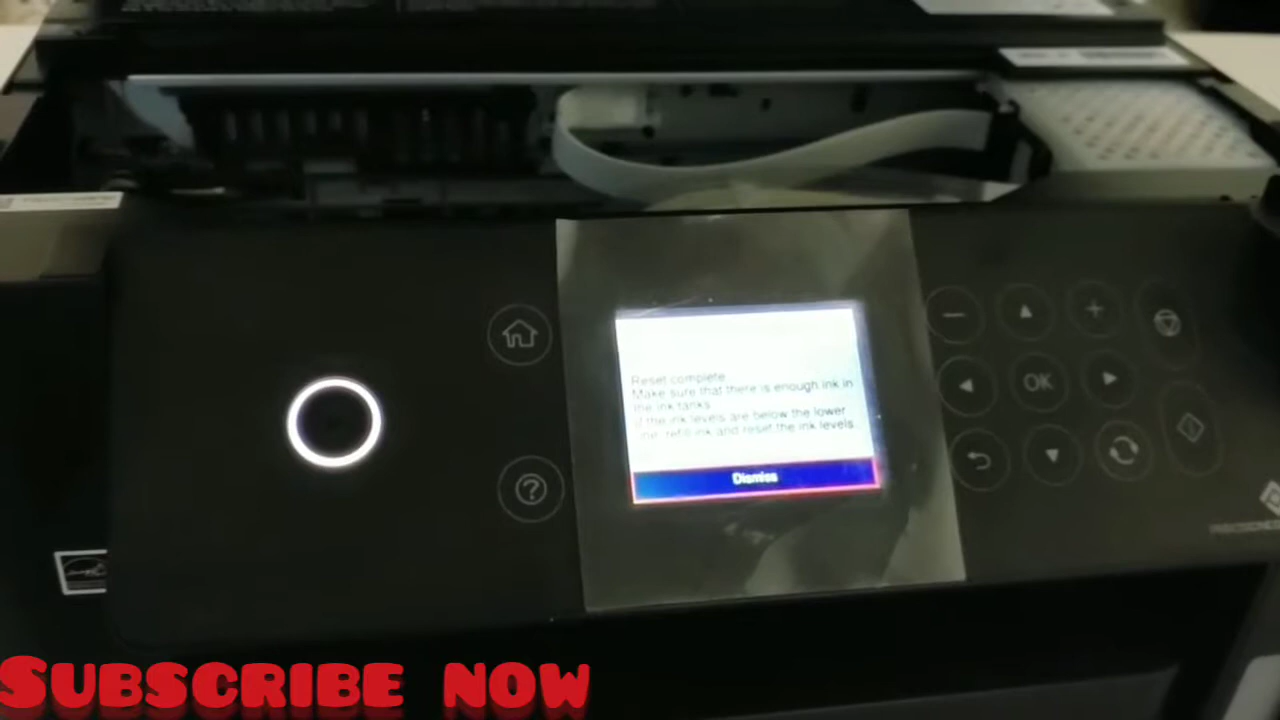 Reset complete
Make sure that there is enough ink in
the ink tanks
If the ink levels are below the lower
line, refill ink and reset the ink levels.
Dismiss
OK
SUBSCRIBE NOW